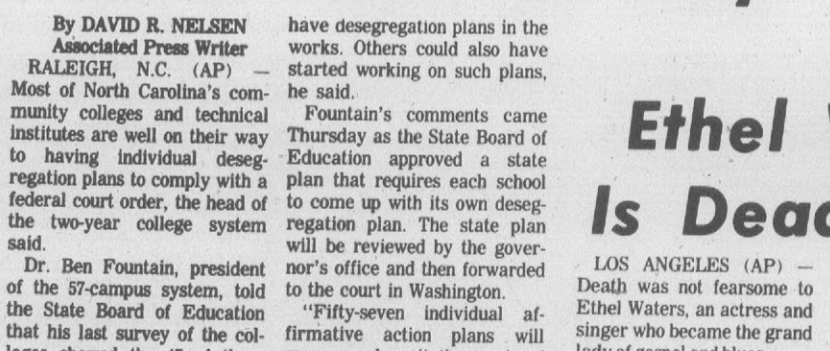 By DAVID R. NELSEN
Associated Press Writer
RALEIGH, N.C. (AP) —
Most of North Carolina's com-
munity colleges and technical
institutes are well on their way
to having individual deseg-
regation plans to comply with a
federal court order, the head of
the two-year college system
said.
Dr. Ben Fountain, president
of the 57-campus system, told
the State Board of Education
that his last survey of the col-
have desegregation plans in the
works. Others could also have
started working on such plans,
he said.
Fountain's comments came
Thursday as the State Board of
Education approved a state
plan that requires each school
to come up with its own deseg-
regation plan. The state plan
will be reviewed by the gover-
nor's office and then forwarded
to the court in Washington.
"Fifty-seven individual af-
firmative action plans will
Ethel
Is Dead
LOS ANGELES (AP) —
Death was not fearsome to
Ethel Waters, an actress and
singer who became the grand
lady of gospel and blues